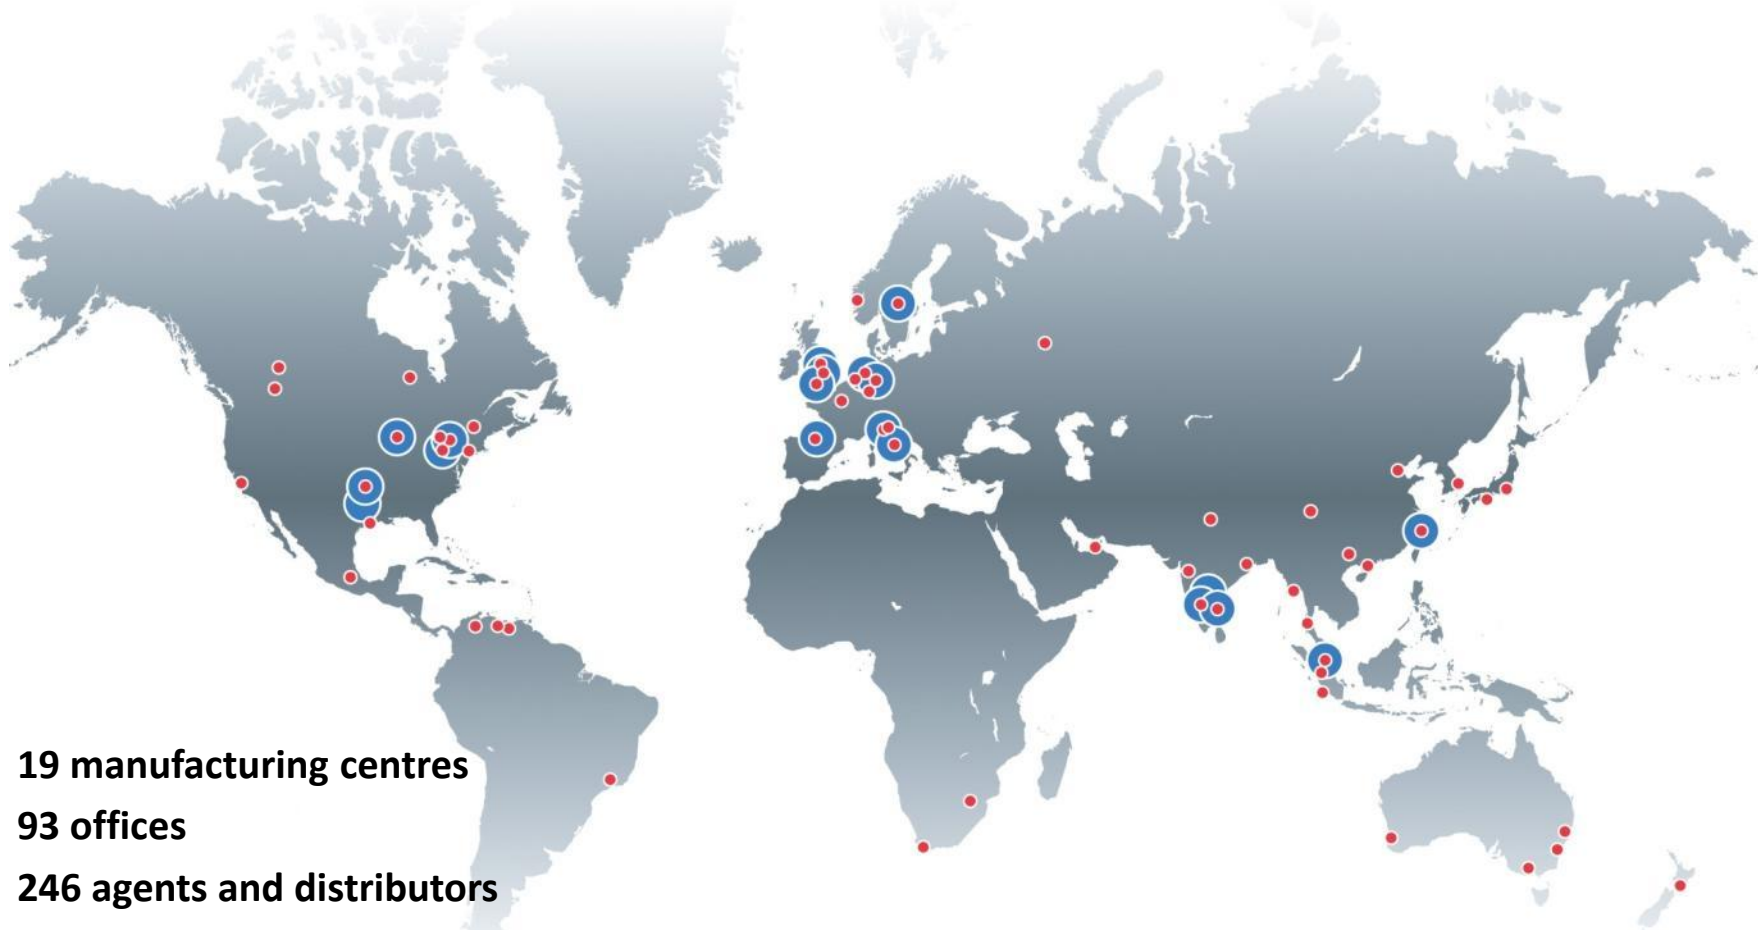 19 manufacturing centres
93 offices
246 agents and distributors